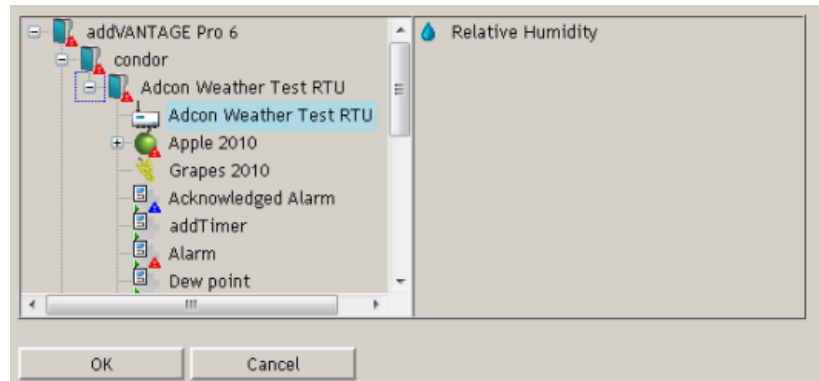 addVANTAGE Pro 6
condor
Adcon Weather Test RTU
Adcon Weather Test RTU
Apple 2010
Grapes 2010
Acknowledged Alarm
addTimer
Alarm
Dew point
Relative Humidity
OK Cancel